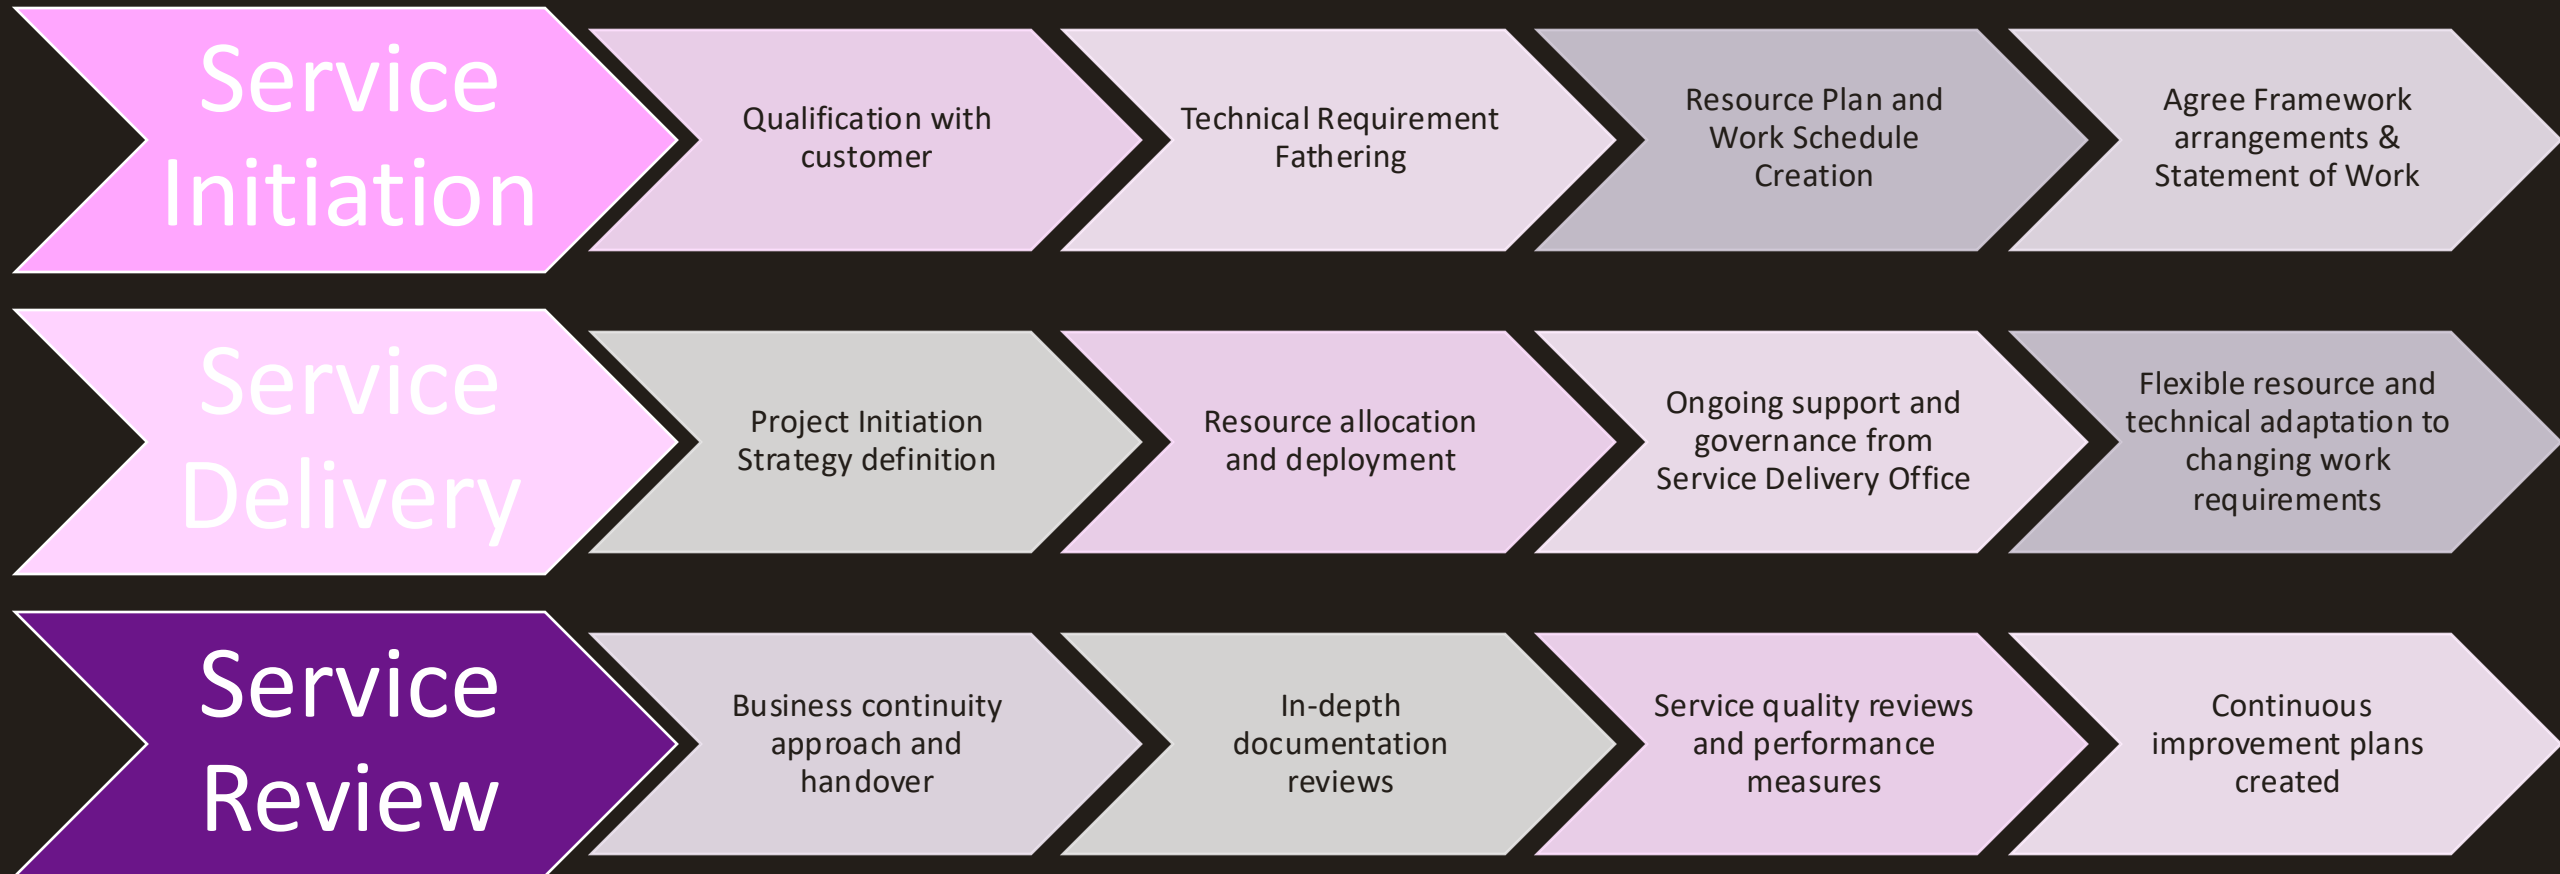 Service
Initiation
Qualification with
customer
Technical Requirement
Fathering
Resource Plan and
Work Schedule
Creation
Agree Framework
arrangements &
Statement of Work
Service
Delivery
Project Initiation
Strategy definition
Resource allocation
and deployment
Ongoing support and
governance from
Service Delivery Office
Flexible resource and
technical adaptation to
changing work
requirements
Service
Review
Business continuity
approach and
handover
In-depth
documentation
reviews
Service quality reviews
and performance
measures
Continuous
improvement plans
created